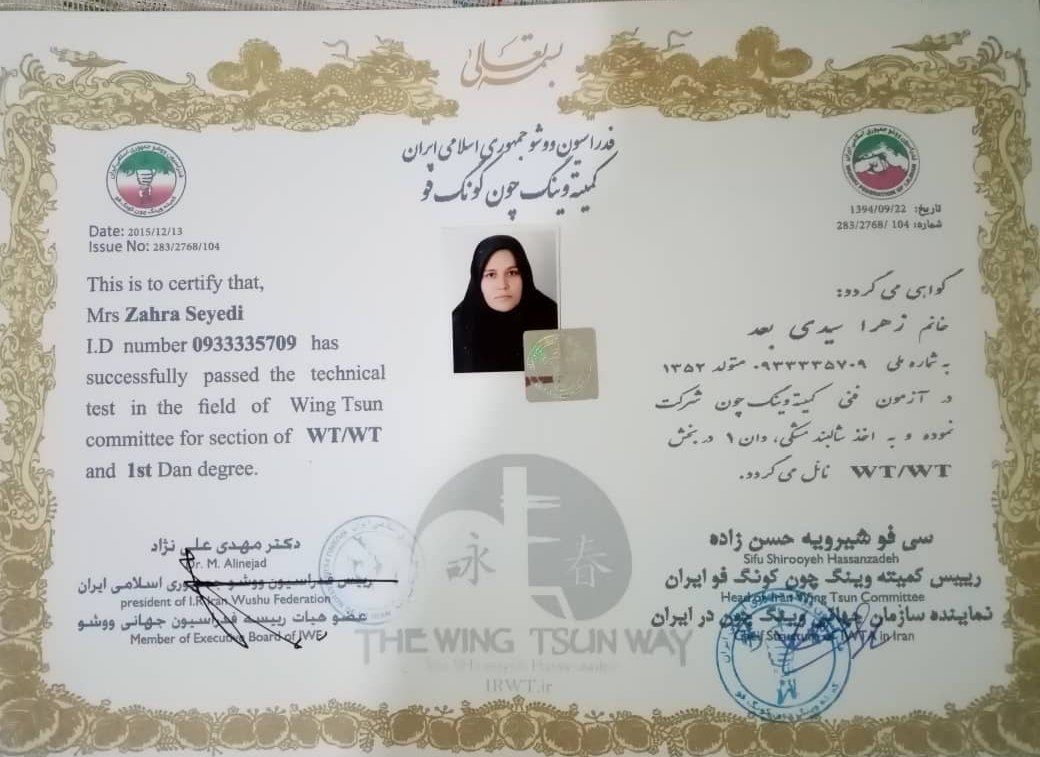 بسمه تعالی
فدراسیون ووشو جمهوری اسلامی ایران
کمیته وینگ چون کونگ فو
Date: 2015/12/13
Issue No: 283/2768/104
تاریخ: 1394/09/22
شماره: 283/2768/ 104
This is to certify that,
Mrs Zahra Seyedi
I.D number 0933335709 has
successfully passed the technical
test in the field of Wing Tsun
committee for section of WT/WT
and 1st Dan degree.
گواهی می گردد:
خانم زهرا سیدی بعد
به شماره ملی ۰۹۳۳۳۳۵۷۰۹ متولد ۱۳۵۲
در آزمون فنی کمیته وینگ چون شرکت
نموده و به اخذ شالبند مشکی، دان ۱ در بخش
WT/WT نائل می گردد.
دکتر مهدی علی نژاد
Dr. M. Alinejad
رییس فدراسیون ووشو جمهوری اسلامی ایران
president of I.R.Iran Wushu Federation
عضو هیات رییسه فدراسیون جهانی ووشو
Member of Executing Board of IWF
سی فو شیرویه حسن زاده
Sifu Shirooyeh Hassanzadeh
رییس کمیته وینگ چون کونگ فو ایران
Head of Iran Wing Tsun Committee
نماینده سازمان جهانی وینگ چون در ایران
in Iran
詠春
THE WING TSUN WAY
IRWT.ir